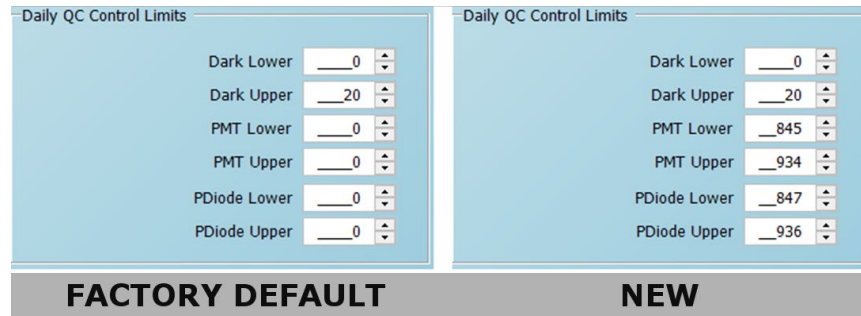 Daily QC Control Limits
Dark Lower ____0
Dark Upper ___20
PMT Lower ____0
PMT Upper ____0
PDiode Lower ____0
PDiode Upper ____0
FACTORY DEFAULT
Daily QC Control Limits
Dark Lower ____0
Dark Upper ___20
PMT Lower __845
PMT Upper __934
PDiode Lower __847
PDiode Upper __936
NEW